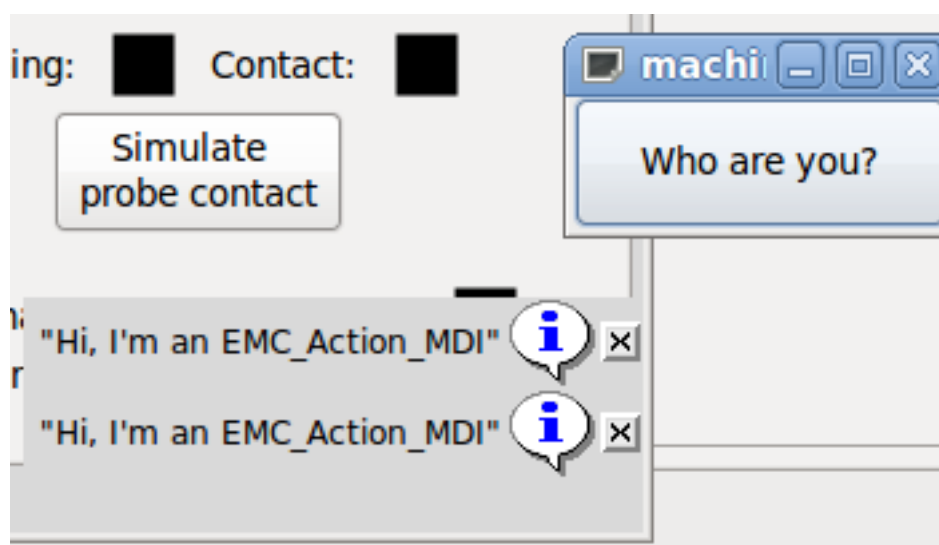 ing:
Contact:
machi
Simulate
probe contact
Who are you?
"Hi, I'm an EMC_Action_MDI"
"Hi, I'm an EMC_Action_MDI"